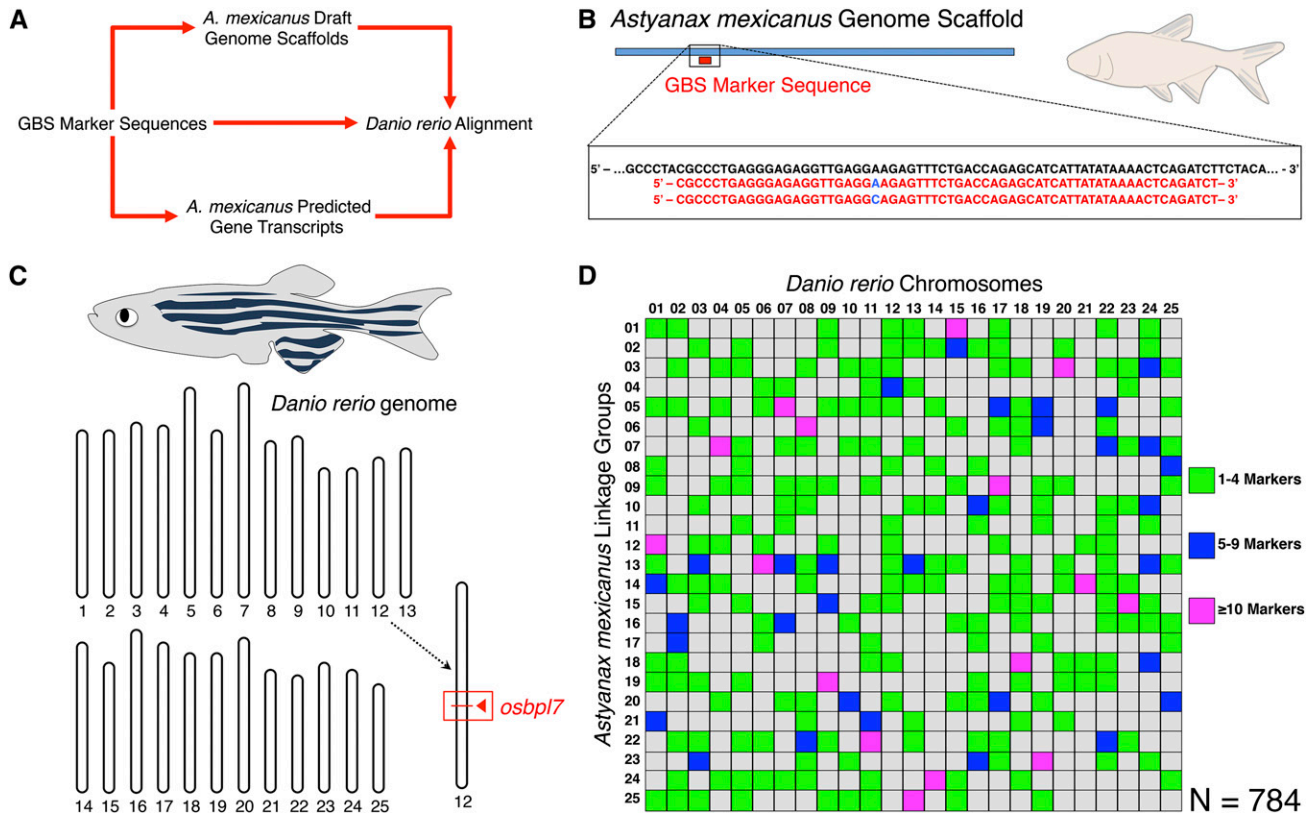 A
A. mexicanus Draft
Genome Scaffolds
GBS Marker Sequences
Danio rerio Alignment
A. mexicanus Predicted
Gene Transcripts
B
Astyanax mexicanus Genome Scaffold
GBS Marker Sequence
5' – ...GCCCTACGCCCTGAGGGAGAGGTTGAGGAAGAGTTTCTGACCAGAGCATCATTATATAAAACTCAGATCTTCTACA... - 3'
5' – CGCCCTGAGGGAGAGGTTGAGGAAGAGTTTCTGACCAGAGCATCATTATATAAAACTCAGATCT– 3'
5' – CGCCCTGAGGGAGAGGTTGAGGCAGAGTTTCTGACCAGAGCATCATTATATAAAACTCAGATCT– 3'
C
Danio rerio genome
1 2 3 4 5 6 7 8 9 10 11 12 13
osbpl7
14 15 16 17 18 19 20 21 22 23 24 25
12
D
Danio rerio Chromosomes
01 02 03 04 05 06 07 08 09 10 11 12 13 14 15 16 17 18 19 20 21 22 23 24 25
Astyanax mexicanus Linkage Groups
01
02
03
04
05
06
07
08
09
10
11
12
13
14
15
16
17
18
19
20
21
22
23
24
25
1-4 Markers
5-9 Markers
≥10 Markers
N = 784